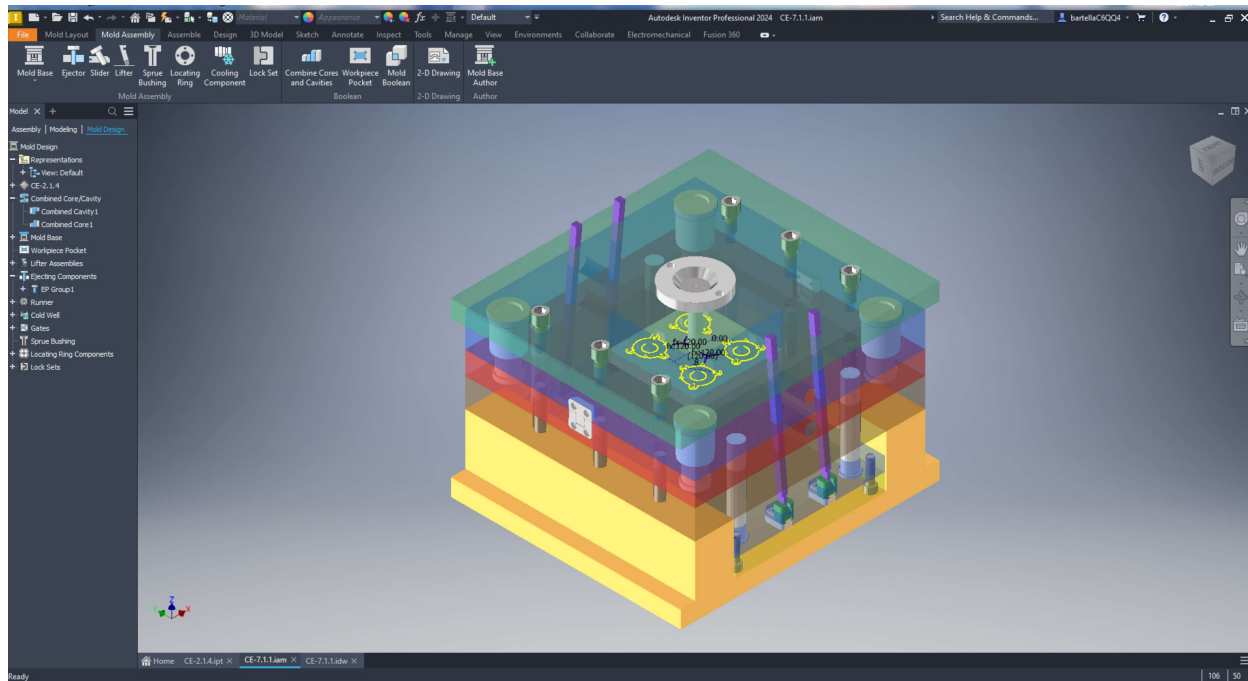 Material
Appearance
Default
Autodesk Inventor Professional 2024 CE-7.1.1.iam
Search Help & Commands...
bartellaC6QQ4
File Mold Layout Mold Assembly Assemble Design 3D Model Sketch Annotate Inspect Tools Manage View Environments Collaborate Electromechanical Fusion 360
Mold Base Ejector Slider Lifter Sprue Bushing Locating Ring Cooling Component Lock Set Combine Cores and Cavities Workpiece Pocket Mold Boolean 2-D Drawing Mold Base Author
Mold Assembly Boolean 2-D Drawing Author
Model
Assembly | Modeling | Mold Design
Mold Design
Representations
View: Default
CE-2.1.4
Combined Core/Cavity
Combined Cavity1
Combined Core1
Mold Base
Workpiece Pocket
Lifter Assemblies
Ejecting Components
EP Group1
Runner
Cold Well
Gates
Sprue Bushing
Locating Ring Components
Lock Sets
FRONT
BOTTOM
Z
X
Home CE-2.1.4.ipt CE-7.1.1.iam CE-7.1.1.idw
Ready
106 50